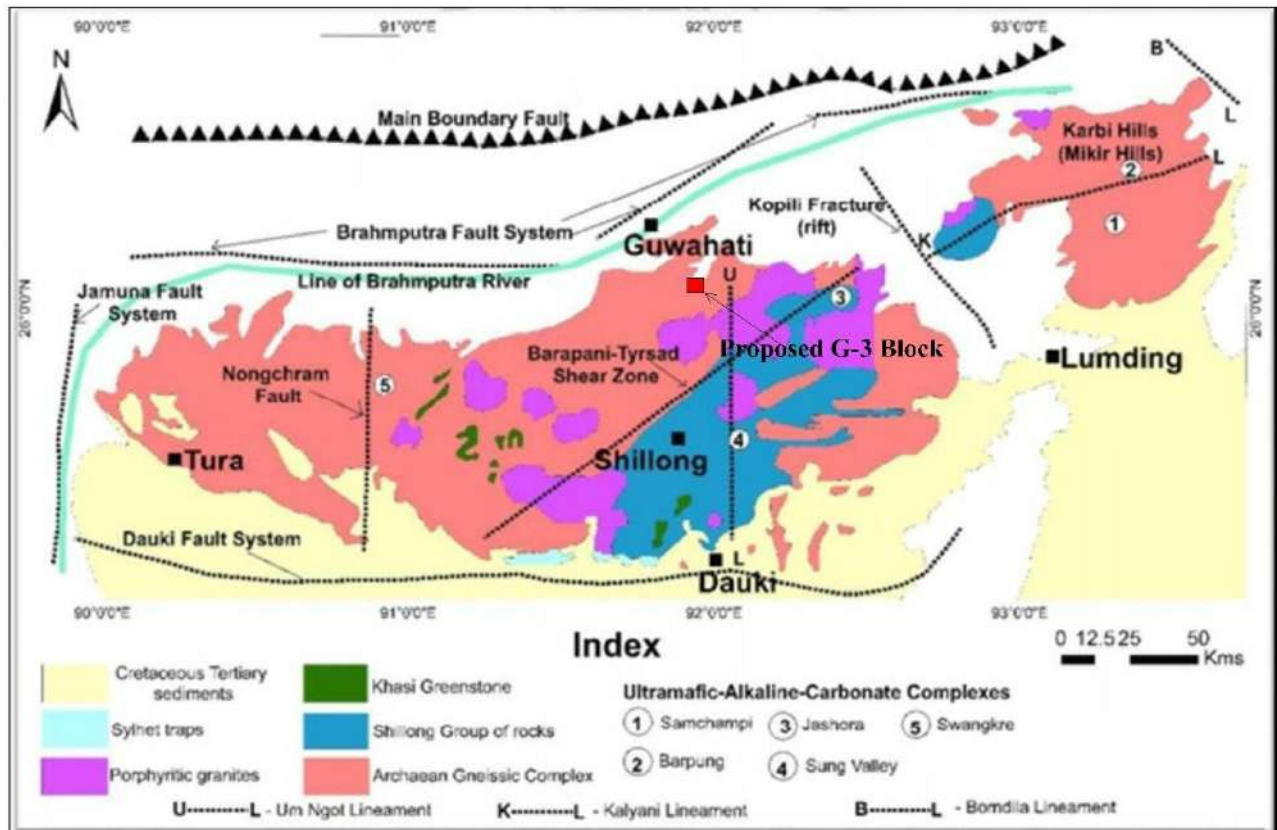 90°0'0"E 91°0'0"E 92°0'0"E 93°0'0"E
N
B
L
Main Boundary Fault
Karbi Hills
(Mikir Hills)
2
L
1
Kopili Fracture
(rift)
K
Brahmputra Fault System
Guwahati
U
Line of Brahmputra River
Jamuna Fault
System
26°0'0"N
26°0'0"N
3
Proposed G-3 Block
Lumding
Barapani-Tyrsad
Shear Zone
Nongchram
Fault
5
4
Shillong
Tura
Dauki Fault System
L
Dauki
90°0'0"E 91°0'0"E 92°0'0"E 93°0'0"E
Index
0 12.5 25 50
Kms
Cretaceous Tertiary
sediments
Sylhet traps
Porphyritic granites
Khasi Greenstone
Shillong Group of rocks
Archaean Gneissic Complex
Ultramafic-Alkaline-Carbonate Complexes
1 Samchampi 3 Jashora 5 Swangkre
2 Barpung 4 Sung Valley
U L - Um Ngot Lineament K L - Kalyani Lineament B L - Bomdila Lineament